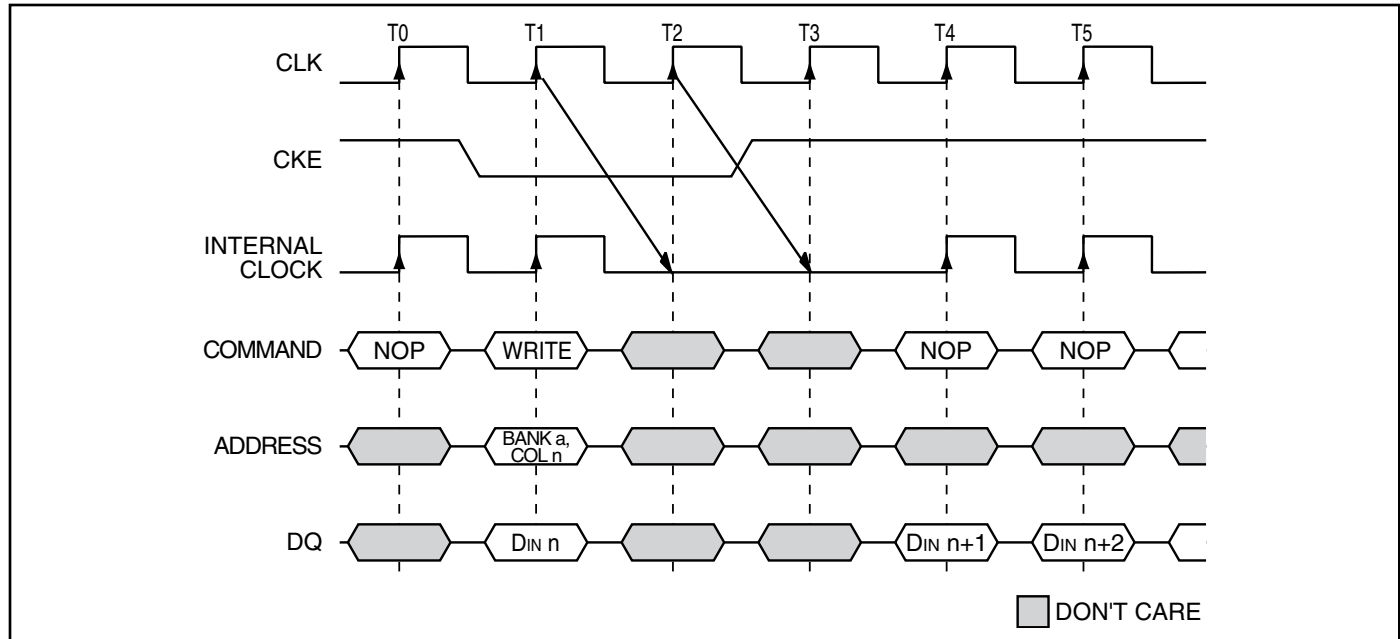 T0 T1 T2 T3 T4 T5
CLK
CKE
INTERNAL
CLOCK
COMMAND NOP WRITE NOP NOP
ADDRESS BANK a,
COL n
DQ DIN n DIN n+1 DIN n+2
DON'T CARE